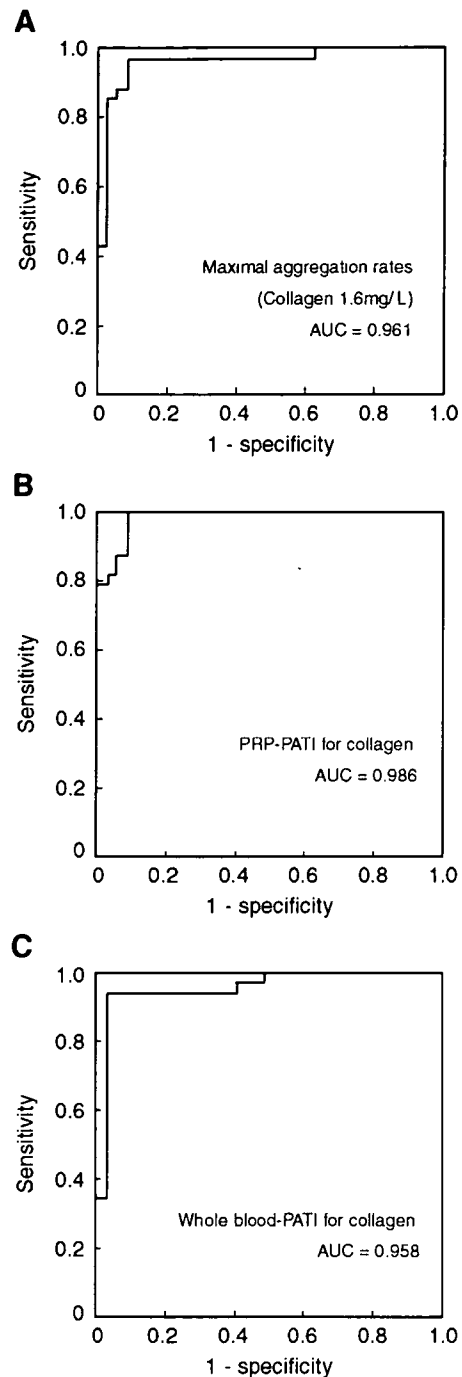 A
1.0
0.8
0.6
0.4
0.2
0
Sensitivity
Maximal aggregation rates
(Collagen 1.6mg/L)
AUC = 0.961
0 0.2 0.4 0.6 0.8 1.0
1 - specificity
B
1.0
0.8
0.6
0.4
0.2
0
Sensitivity
PRP-PATI for collagen
AUC = 0.986
0 0.2 0.4 0.6 0.8 1.0
1 - specificity
C
1.0
0.8
0.6
0.4
0.2
0
Sensitivity
Whole blood-PATI for collagen
AUC = 0.958
0 0.2 0.4 0.6 0.8 1.0
1 - specificity